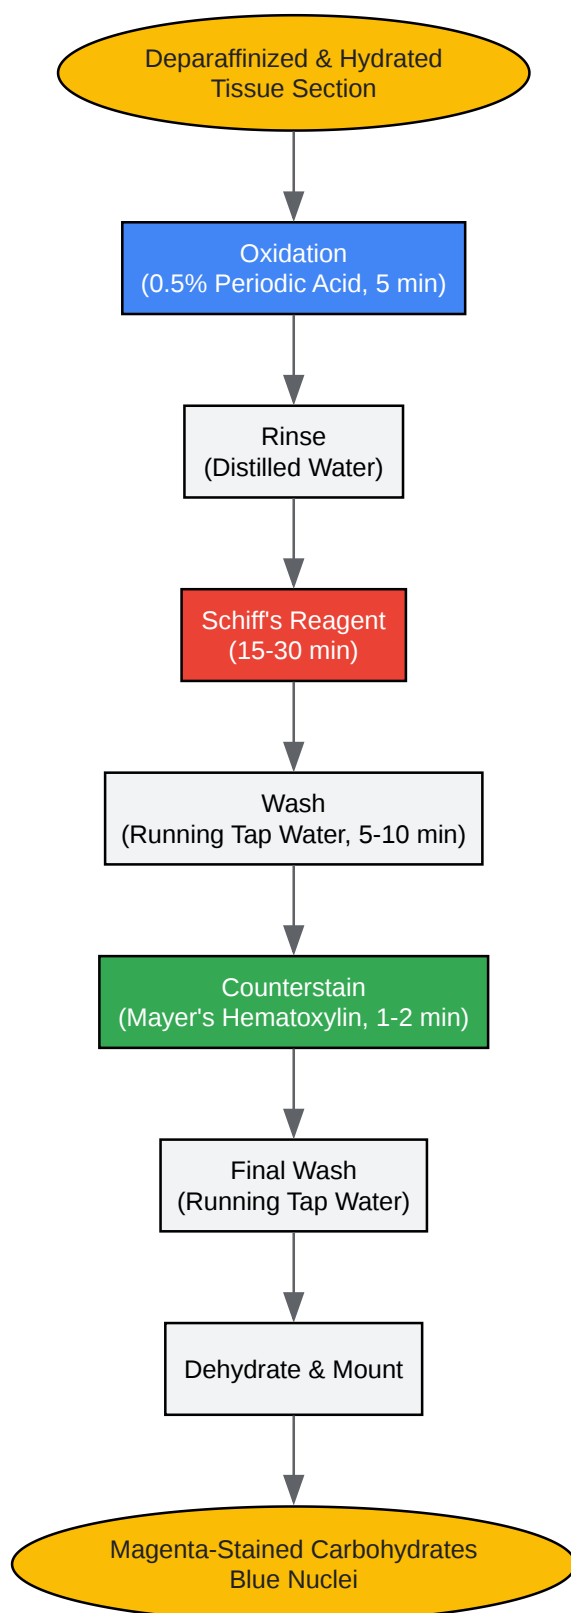 Deparaffinized & Hydrated
Tissue Section
Oxidation
(0.5% Periodic Acid, 5 min)
Rinse
(Distilled Water)
Schiff's Reagent
(15-30 min)
Wash
(Running Tap Water, 5-10 min)
Counterstain
(Mayer's Hematoxylin, 1-2 min)
Final Wash
(Running Tap Water)
Dehydrate & Mount
Magenta-Stained Carbohydrates
Blue Nuclei